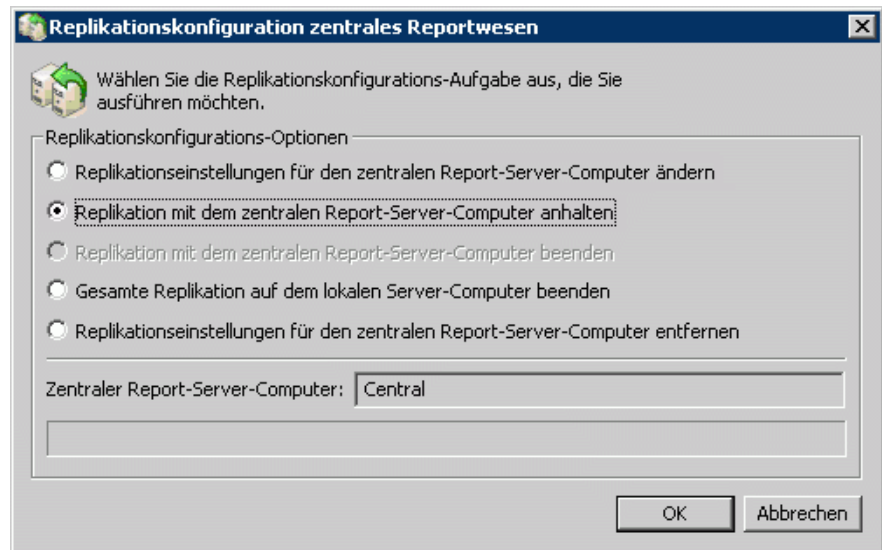 Replikationskonfiguration zentrales Reportwesen
Wählen Sie die Replikationskonfigurations-Aufgabe aus, die Sie
ausführen möchten.
Replikationskonfigurations-Optionen
Replikationseinstellungen für den zentralen Report-Server-Computer ändern
Replikation mit dem zentralen Report-Server-Computer anhalten
Replikation mit dem zentralen Report-Server-Computer beenden
Gesamte Replikation auf dem lokalen Server-Computer beenden
Replikationseinstellungen für den zentralen Report-Server-Computer entfernen
Zentraler Report-Server-Computer: Central
OK Abbrechen